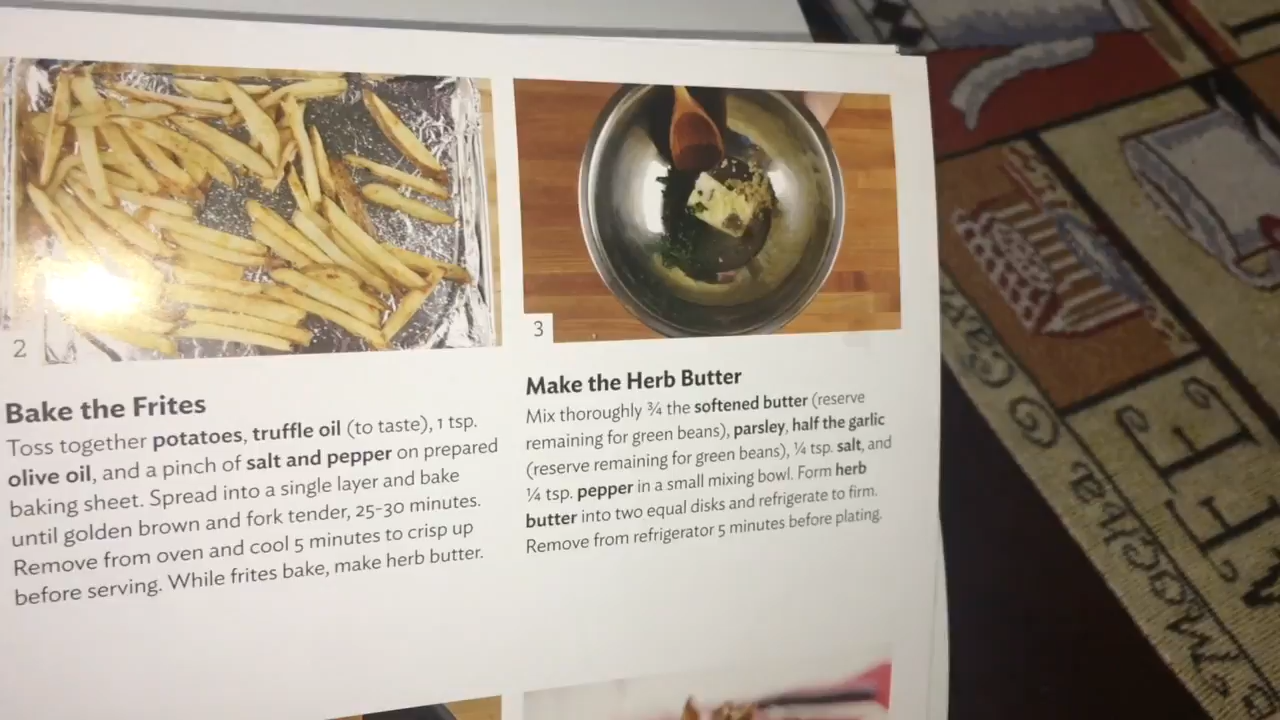 2
Bake the Frites
Toss together potatoes, truffle oil (to taste), 1 tsp.
olive oil, and a pinch of salt and pepper on prepared
baking sheet. Spread into a single layer and bake
until golden brown and fork tender, 25-30 minutes.
Remove from oven and cool 5 minutes to crisp up
before serving. While frites bake, make herb butter.
3
Make the Herb Butter
Mix thoroughly ¾ the softened butter (reserve
remaining for green beans), parsley, half the garlic
(reserve remaining for green beans), ¼ tsp. salt, and
¼ tsp. pepper in a small mixing bowl. Form herb
butter into two equal disks and refrigerate to firm.
Remove from refrigerator 5 minutes before plating.